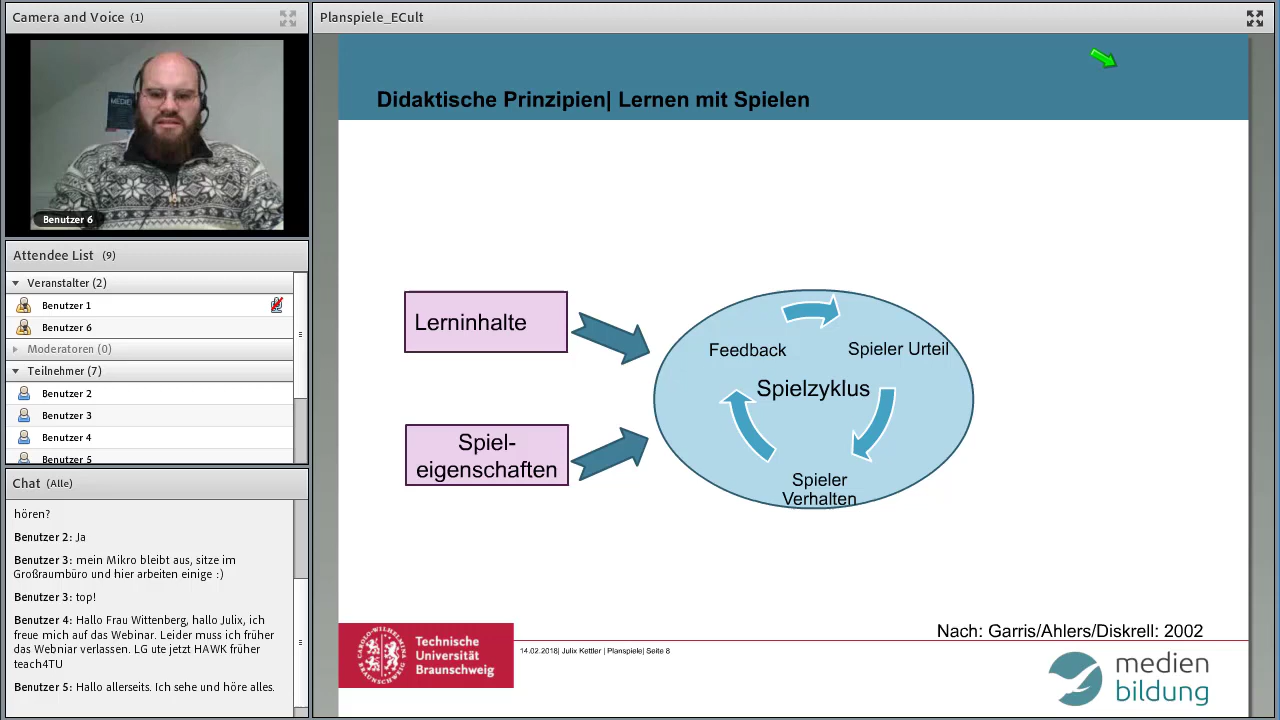 Camera and Voice (1)
MEDIE
Benutzer 6
Attendee List (9)
Veranstalter (2)
Benutzer 1
Benutzer 6
Moderatoren (0)
Teilnehmer (7)
Benutzer 2
Benutzer 3
Benutzer 4
Benutzer 5
Chat (Alle)
hören?
Benutzer 2: Ja
Benutzer 3: mein Mikro bleibt aus, sitze im
Großraumbüro und hier arbeiten einige :)
Benutzer 3: top!
Benutzer 4: Hallo Frau Wittenberg, hallo Julix, ich
freue mich auf das Webinar. Leider muss ich früher
das Webniar verlassen. LG ute jetzt HAWK früher
teach4TU
Benutzer 5: Hallo allerseits. Ich sehe und höre alles.
Planspiele_ECult
Didaktische Prinzipien| Lernen mit Spielen
Lerninhalte
Spiel-
eigenschaften
Feedback
Spieler Urteil
Spielzyklus
Spieler
Verhalten
Nach: Garris/Ahlers/Diskrell: 2002
CAROLO-WILHELMINA
Technische
Universität
Braunschweig
14.02.2018| Julix Kettler | Planspiele| Seite 8
medien
bildung